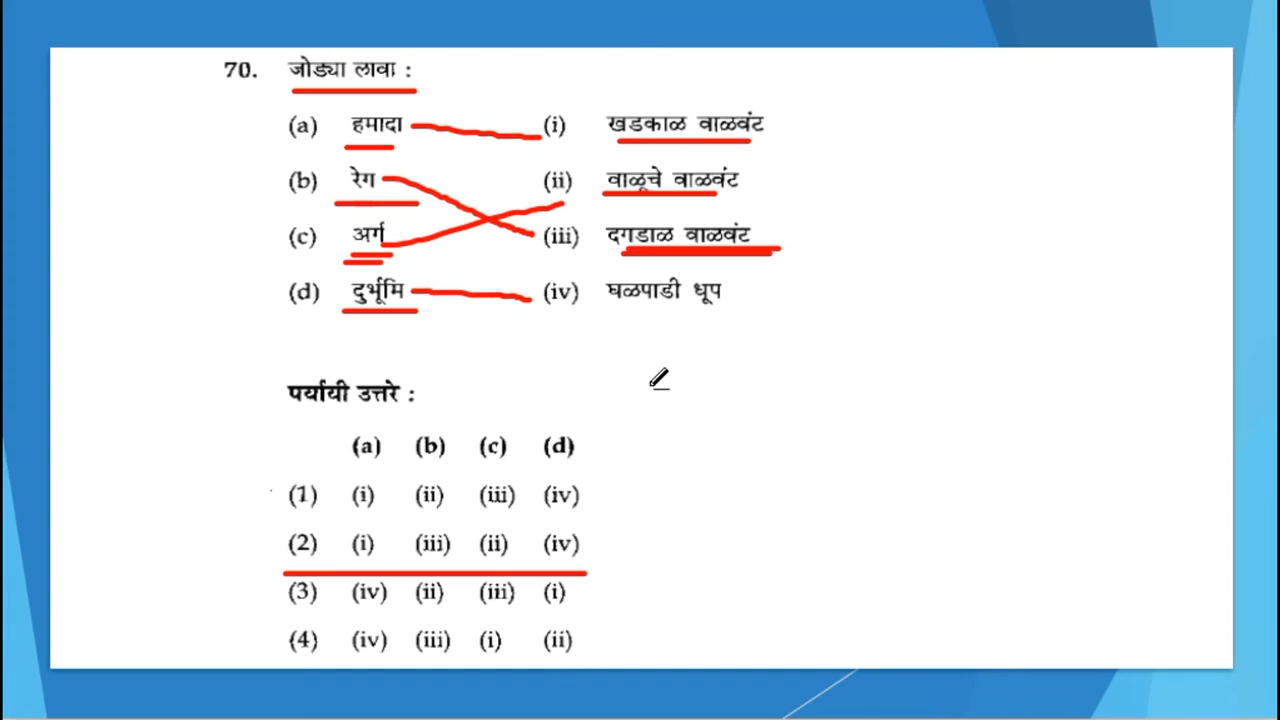 70. जोड्या लावा :
(a) हमादा (i) खडकाळ वाळवंट
(b) रेग (ii) वाळूचे वाळवंट
(c) अर्ग (iii) दगडाळ वाळवंट
(d) दुर्भूमि (iv) घळपाडी धूप
पर्यायी उत्तरे :
(a) (b) (c) (d)
(1) (i) (ii) (iii) (iv)
(2) (i) (iii) (ii) (iv)
(3) (iv) (ii) (iii) (i)
(4) (iv) (iii) (i) (ii)